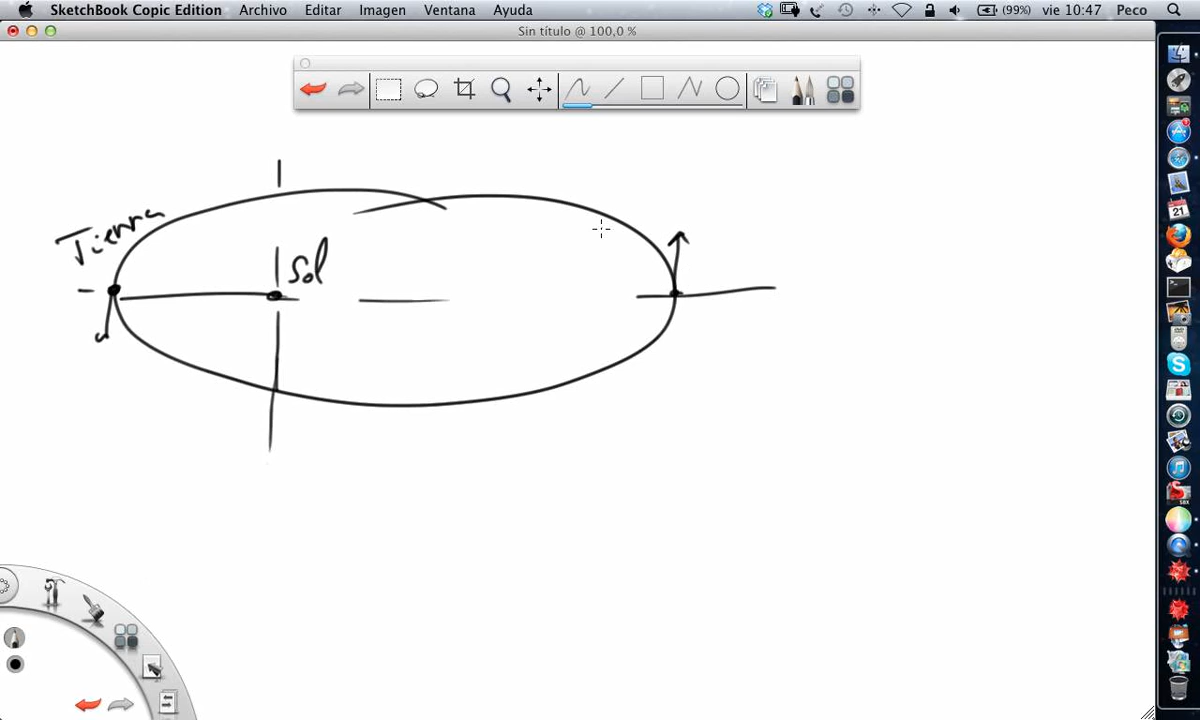 SketchBook Copic Edition Archivo Editar Imagen Ventana Ayuda (99%) vie 10:47 Peco
Sin título @ 100,0 %
Tierra
Sol
21